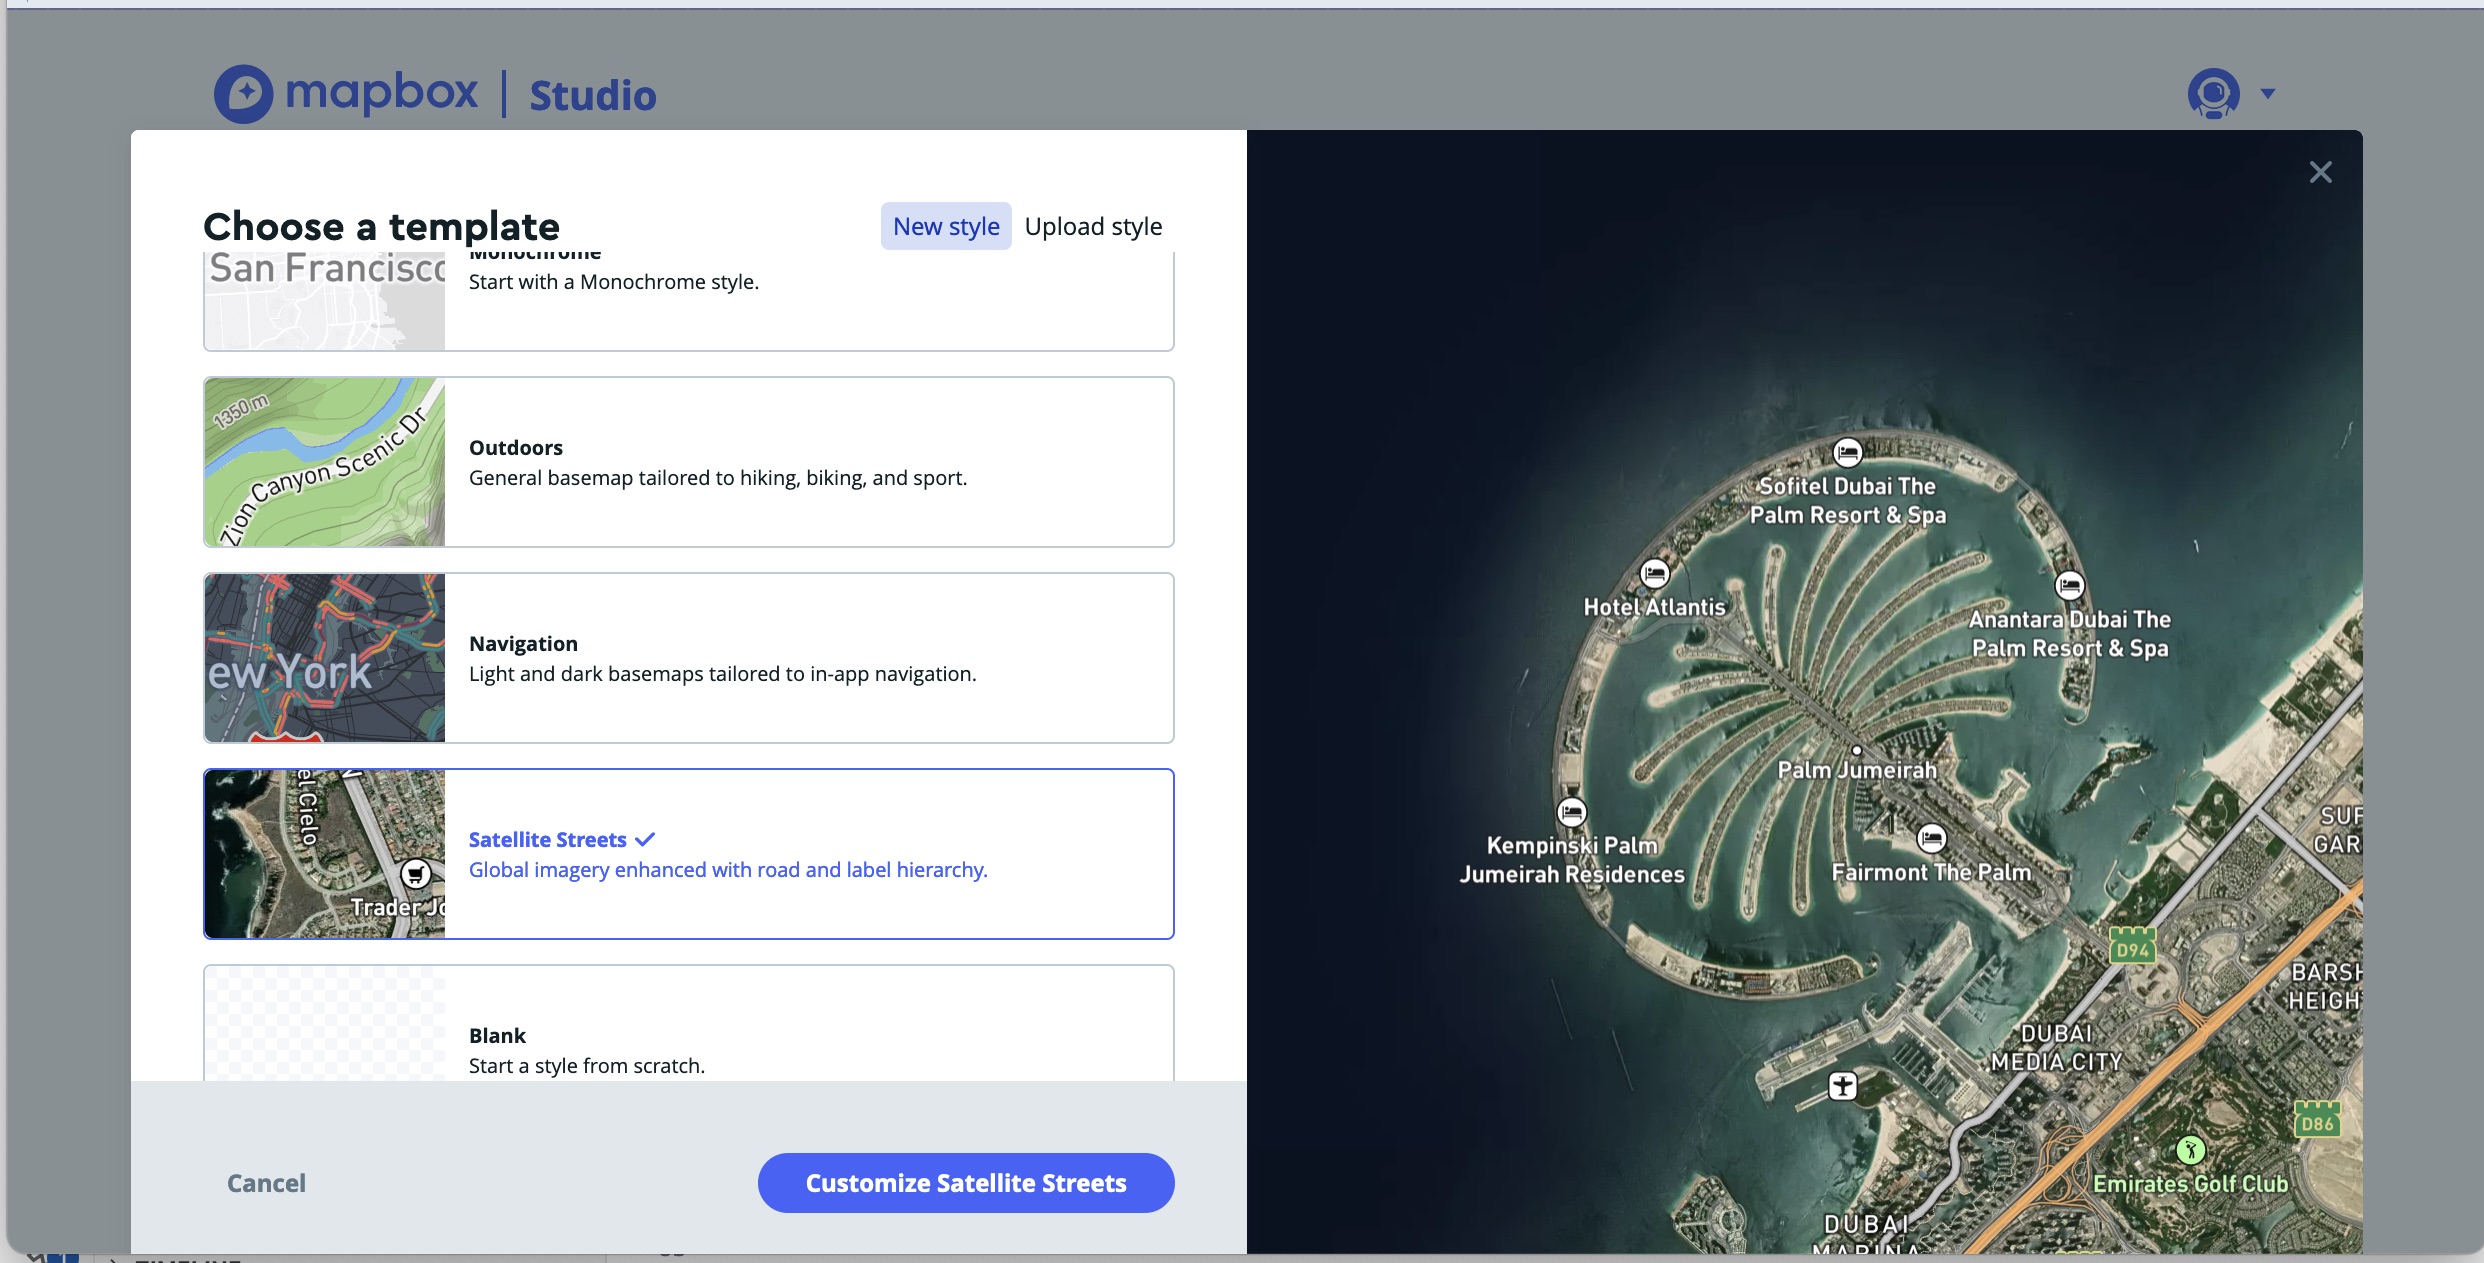 mapbox | Studio
Choose a template
New style
Upload style
San Francisco
Monochrome
Start with a Monochrome style.
1350 m
Zion Canyon Scenic Dr
Outdoors
General basemap tailored to hiking, biking, and sport.
ew York
Navigation
Light and dark basemaps tailored to in-app navigation.
el Cielo
Trader Jo
Satellite Streets
Global imagery enhanced with road and label hierarchy.
Blank
Start a style from scratch.
Cancel
Customize Satellite Streets
Sofitel Dubai The
Palm Resort & Spa
Hotel Atlantis
Anantara Dubai The
Palm Resort & Spa
Palm Jumeirah
Kempinski Palm
Jumeirah Residences
Fairmont The Palm
SUF
GAR
D94
BARSH
HEIGH
DUBAI
MEDIA CITY
D86
Emirates Golf Club
DUBAI
MARINA
TIMELINE